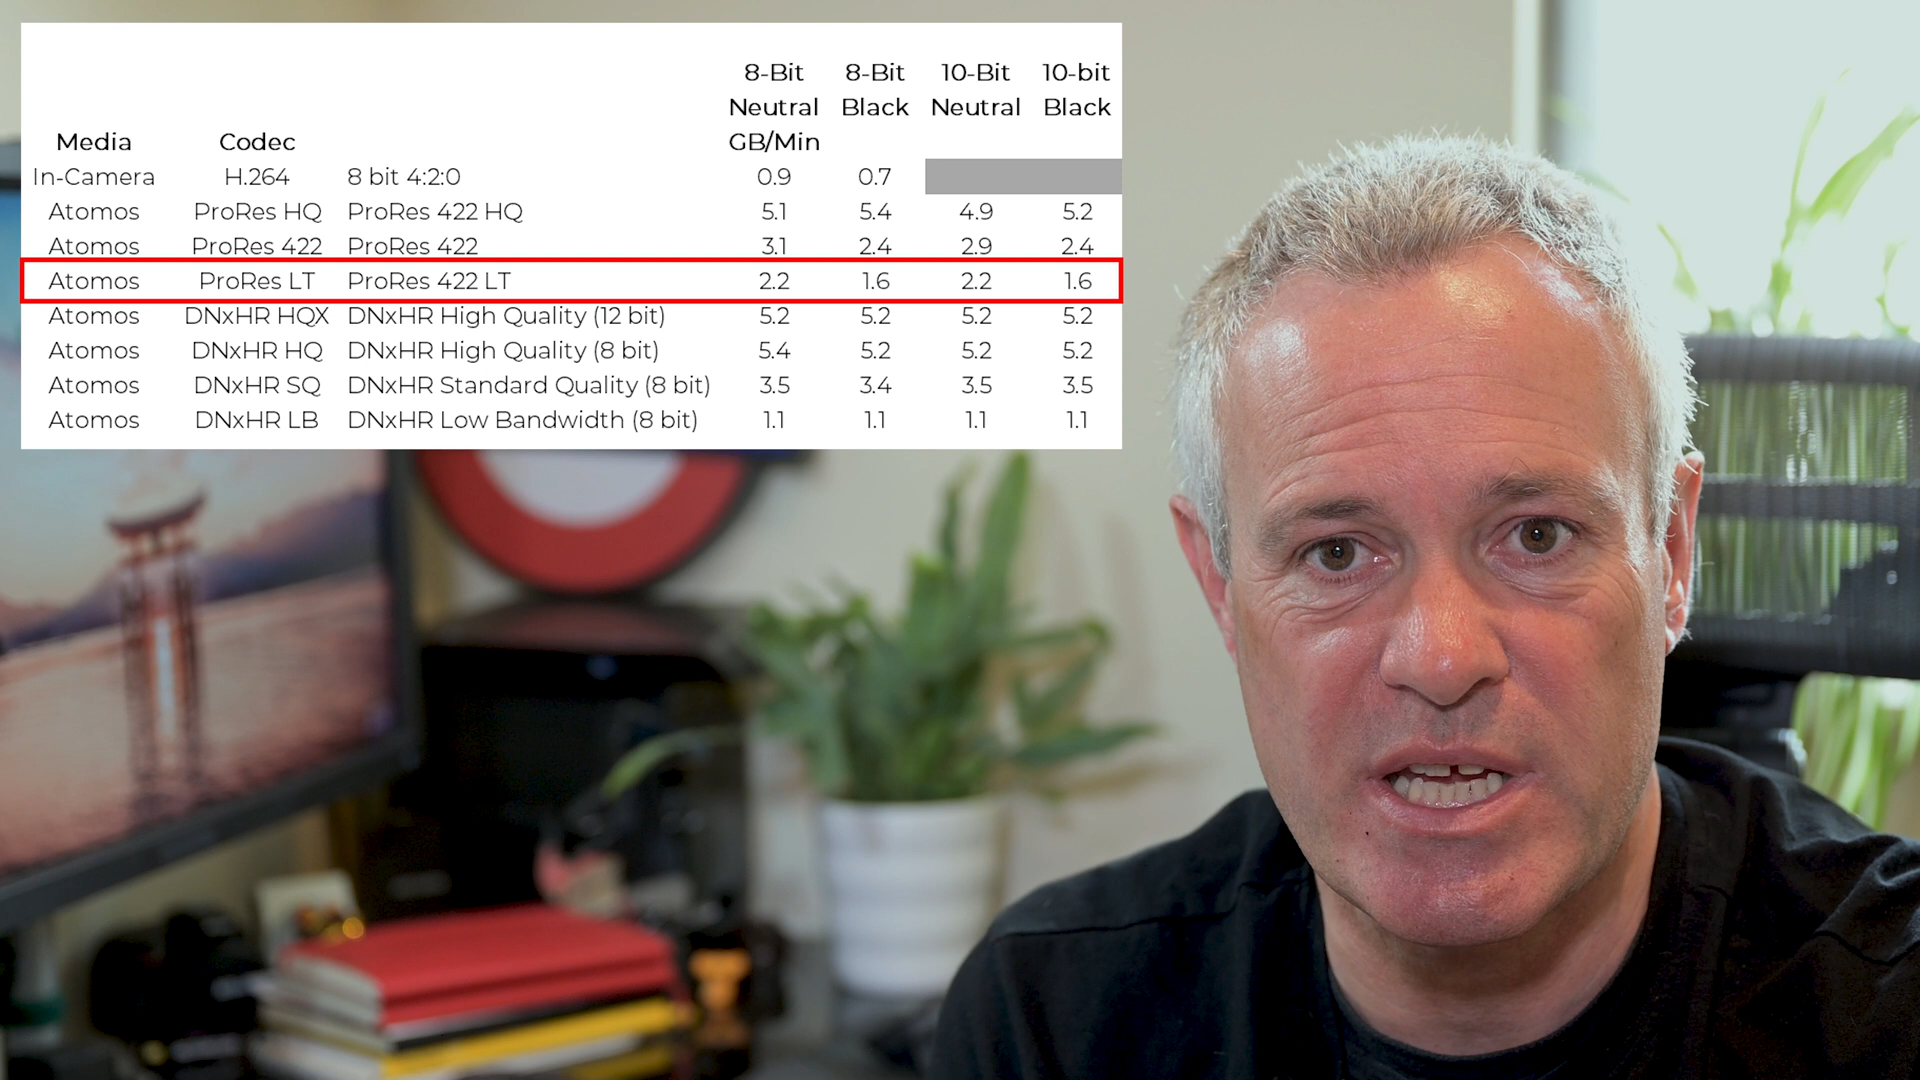 8-Bit 8-Bit 10-Bit 10-bit
Neutral Black Neutral Black
Media Codec GB/Min
In-Camera H.264 8 bit 4:2:0 0.9 0.7
Atomos ProRes HQ ProRes 422 HQ 5.1 5.4 4.9 5.2
Atomos ProRes 422 ProRes 422 3.1 2.4 2.9 2.4
Atomos ProRes LT ProRes 422 LT 2.2 1.6 2.2 1.6
Atomos DNxHR HQX DNxHR High Quality (12 bit) 5.2 5.2 5.2 5.2
Atomos DNxHR HQ DNxHR High Quality (8 bit) 5.4 5.2 5.2 5.2
Atomos DNxHR SQ DNxHR Standard Quality (8 bit) 3.5 3.4 3.5 3.5
Atomos DNxHR LB DNxHR Low Bandwidth (8 bit) 1.1 1.1 1.1 1.1